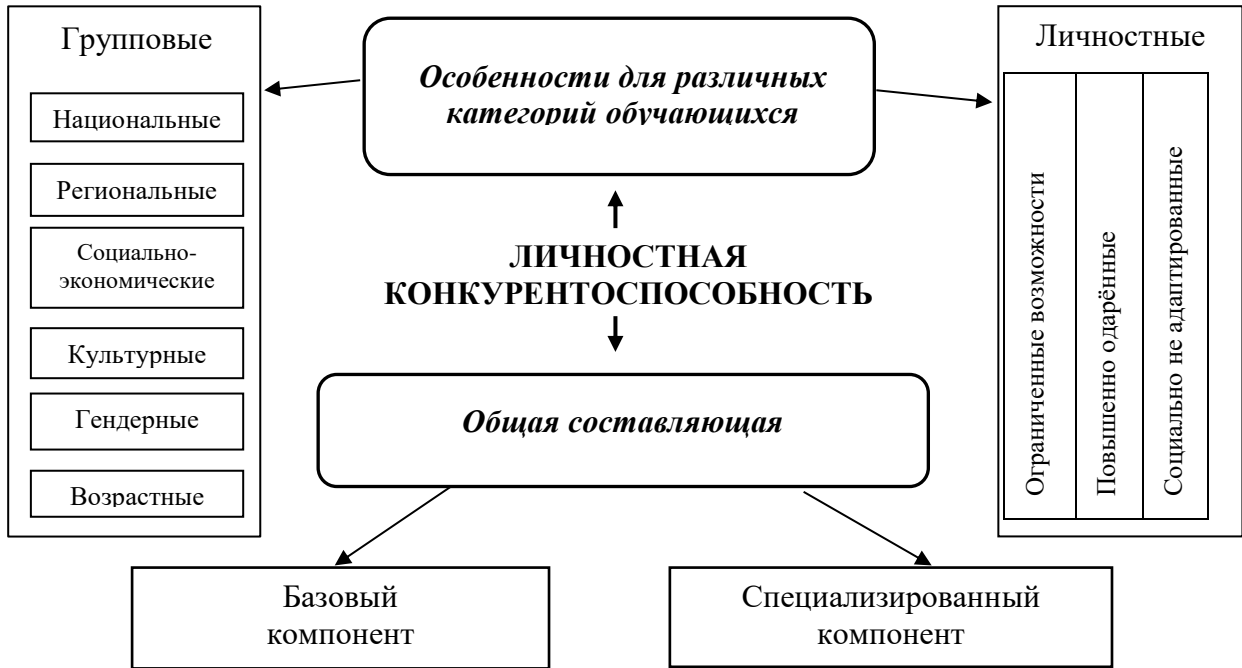 Групповые
Национальные
Региональные
Социально-
экономические
Культурные
Гендерные
Возрастные
Особенности для различных
категорий обучающихся
ЛИЧНОСТНАЯ
КОНКУРЕНТОСПОСОБНОСТЬ
Общая составляющая
Личностные
Ограниченные возможности
Повышенно одарённые
Социально не адаптированные
Базовый
компонент
Специализированный
компонент